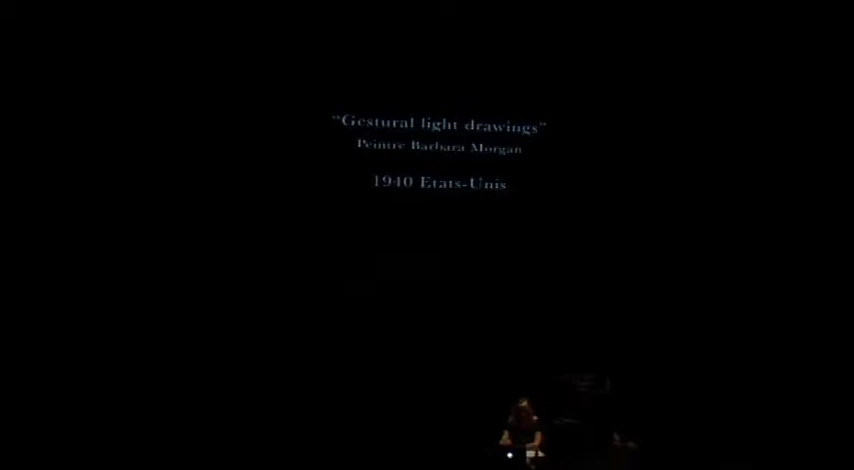 "Gestural light drawings"
Peintre Barbara Morgan
1940 Etats-Unis